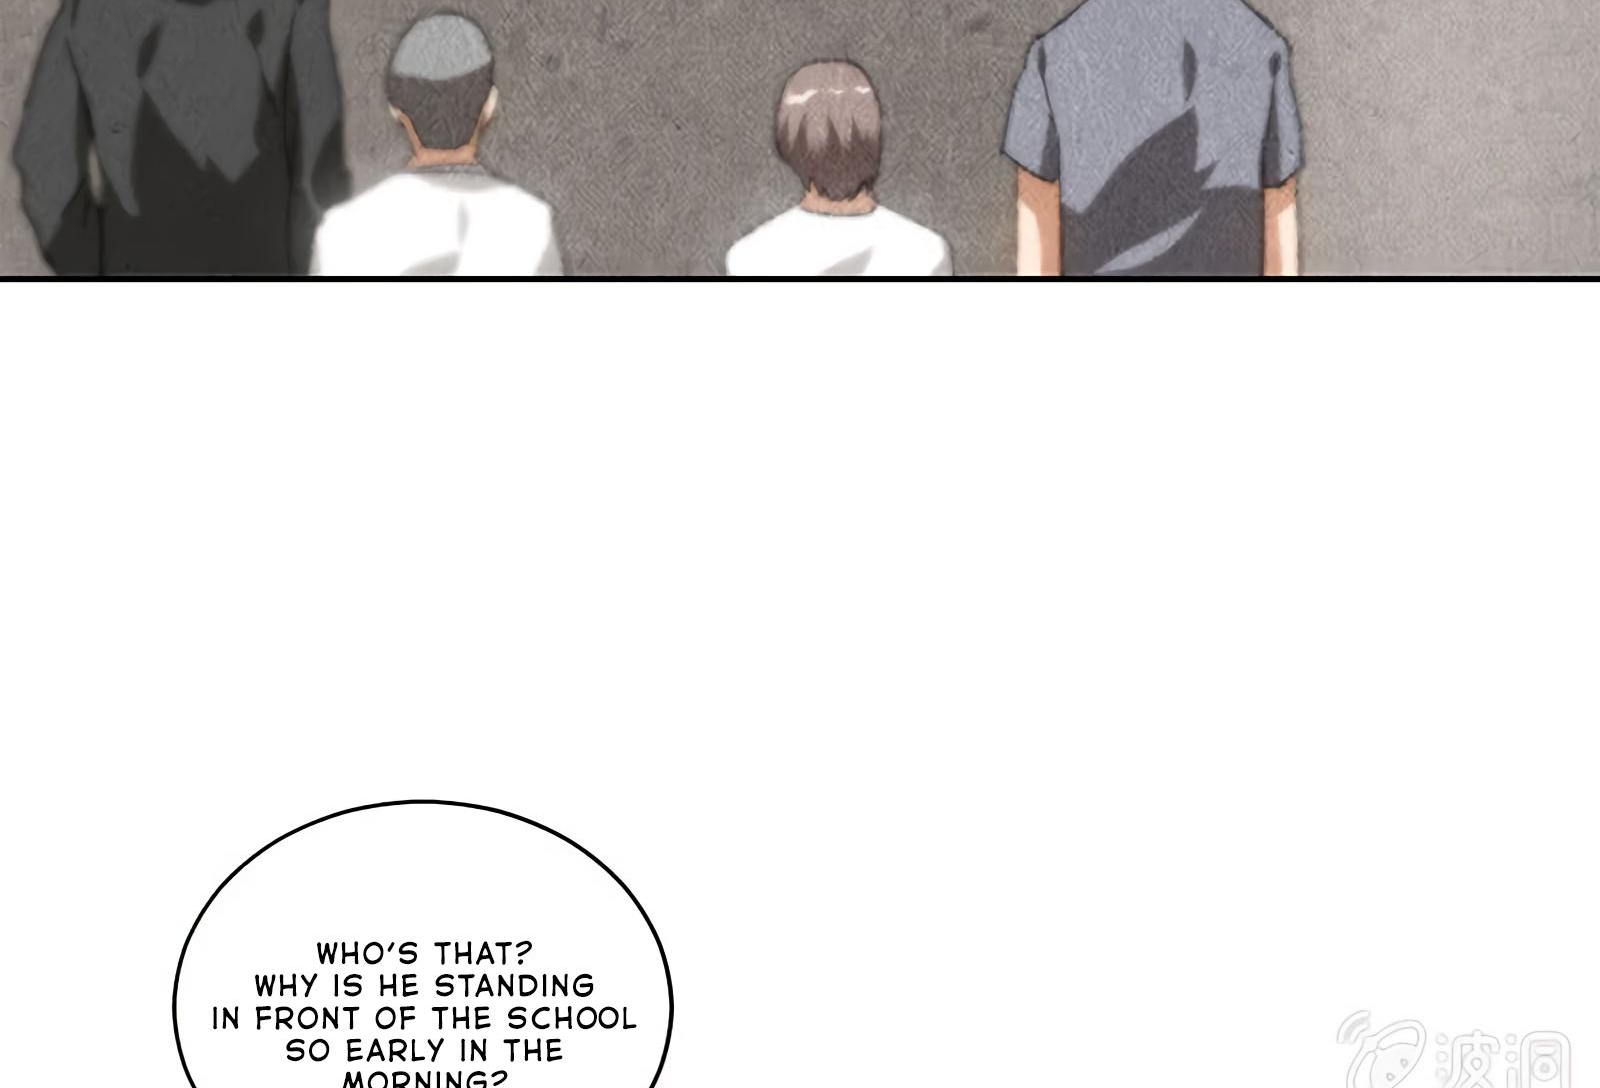 WHO'S THAT?
WHY IS HE STANDING
IN FRONT OF THE SCHOOL
SO EARLY IN THE
MORNING?
波洞